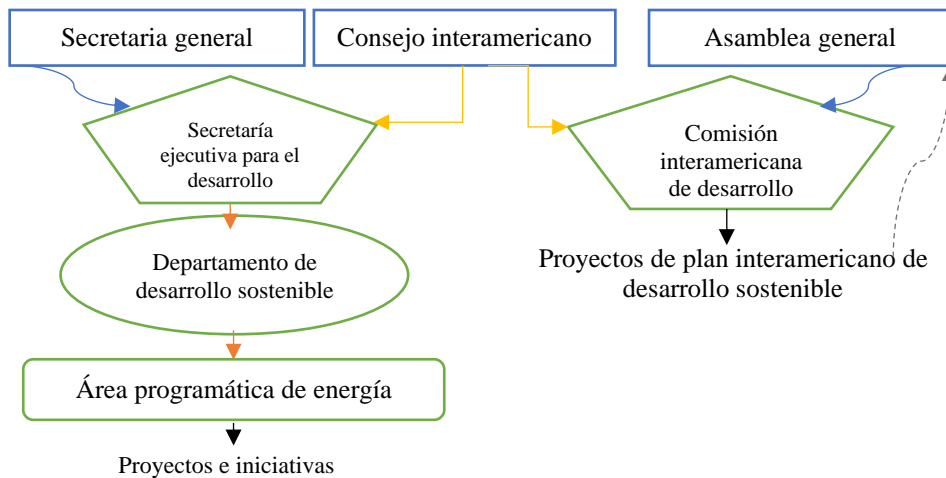 Secretaria general
Consejo interamericano
Asamblea general
Secretaría
ejecutiva para el
desarrollo
Comisión
interamericana
de desarrollo
Departamento de
desarrollo sostenible
Proyectos de plan interamericano de
desarrollo sostenible
Área programática de energía
Proyectos e iniciativas